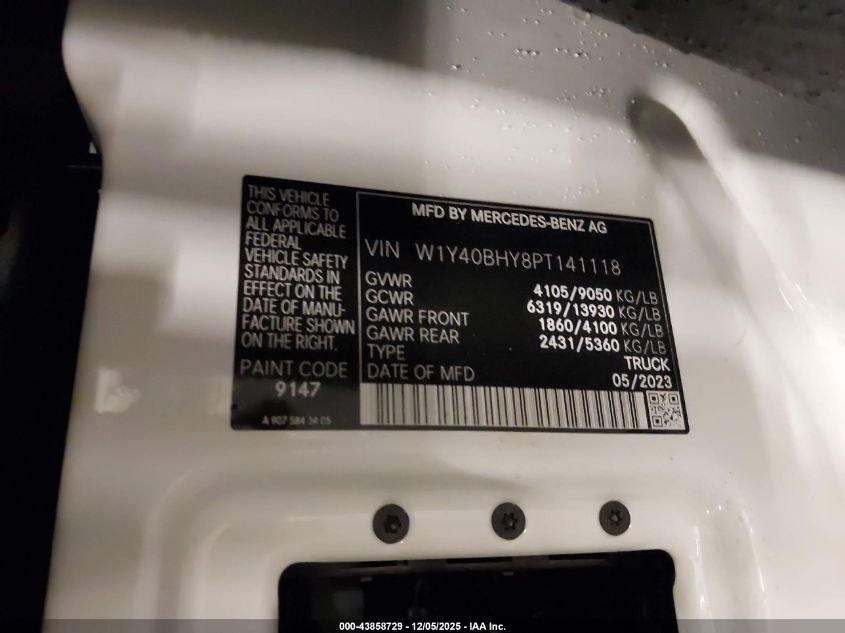 THIS VEHICLE
CONFORMS TO
ALL APPLICABLE
FEDERAL
VEHICLE SAFETY
STANDARDS IN
EFFECT ON THE
DATE OF MANU-
FACTURE SHOWN
ON THE RIGHT.
PAINT CODE
9147
A 907 584 34 05
MFD BY MERCEDES-BENZ AG
VIN W1Y40BHY8PT141118
GVWR 4105/9050 KG/LB
GCWR 6319/13930 KG/LB
GAWR FRONT 1860/4100 KG/LB
GAWR REAR 2431/5360 KG/LB
TYPE TRUCK
DATE OF MFD 05/2023
000-43858729 - 12/05/2025 - IAA Inc.